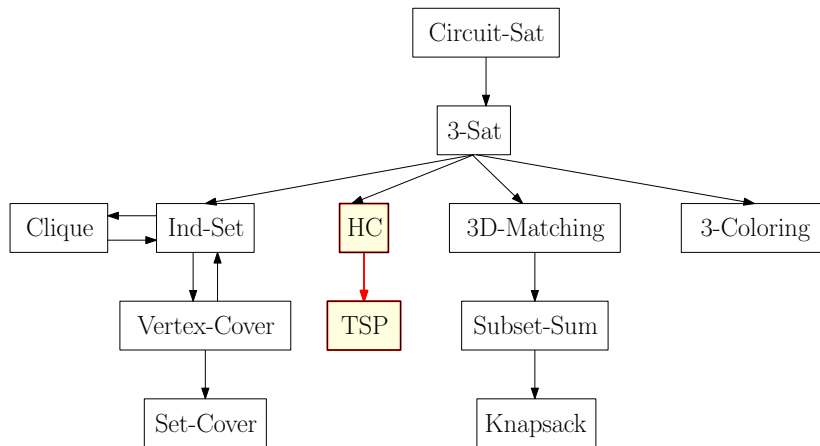 Circuit-Sat
3-Sat
Clique
Ind-Set
HC
3D-Matching
3-Coloring
Vertex-Cover
TSP
Subset-Sum
Set-Cover
Knapsack